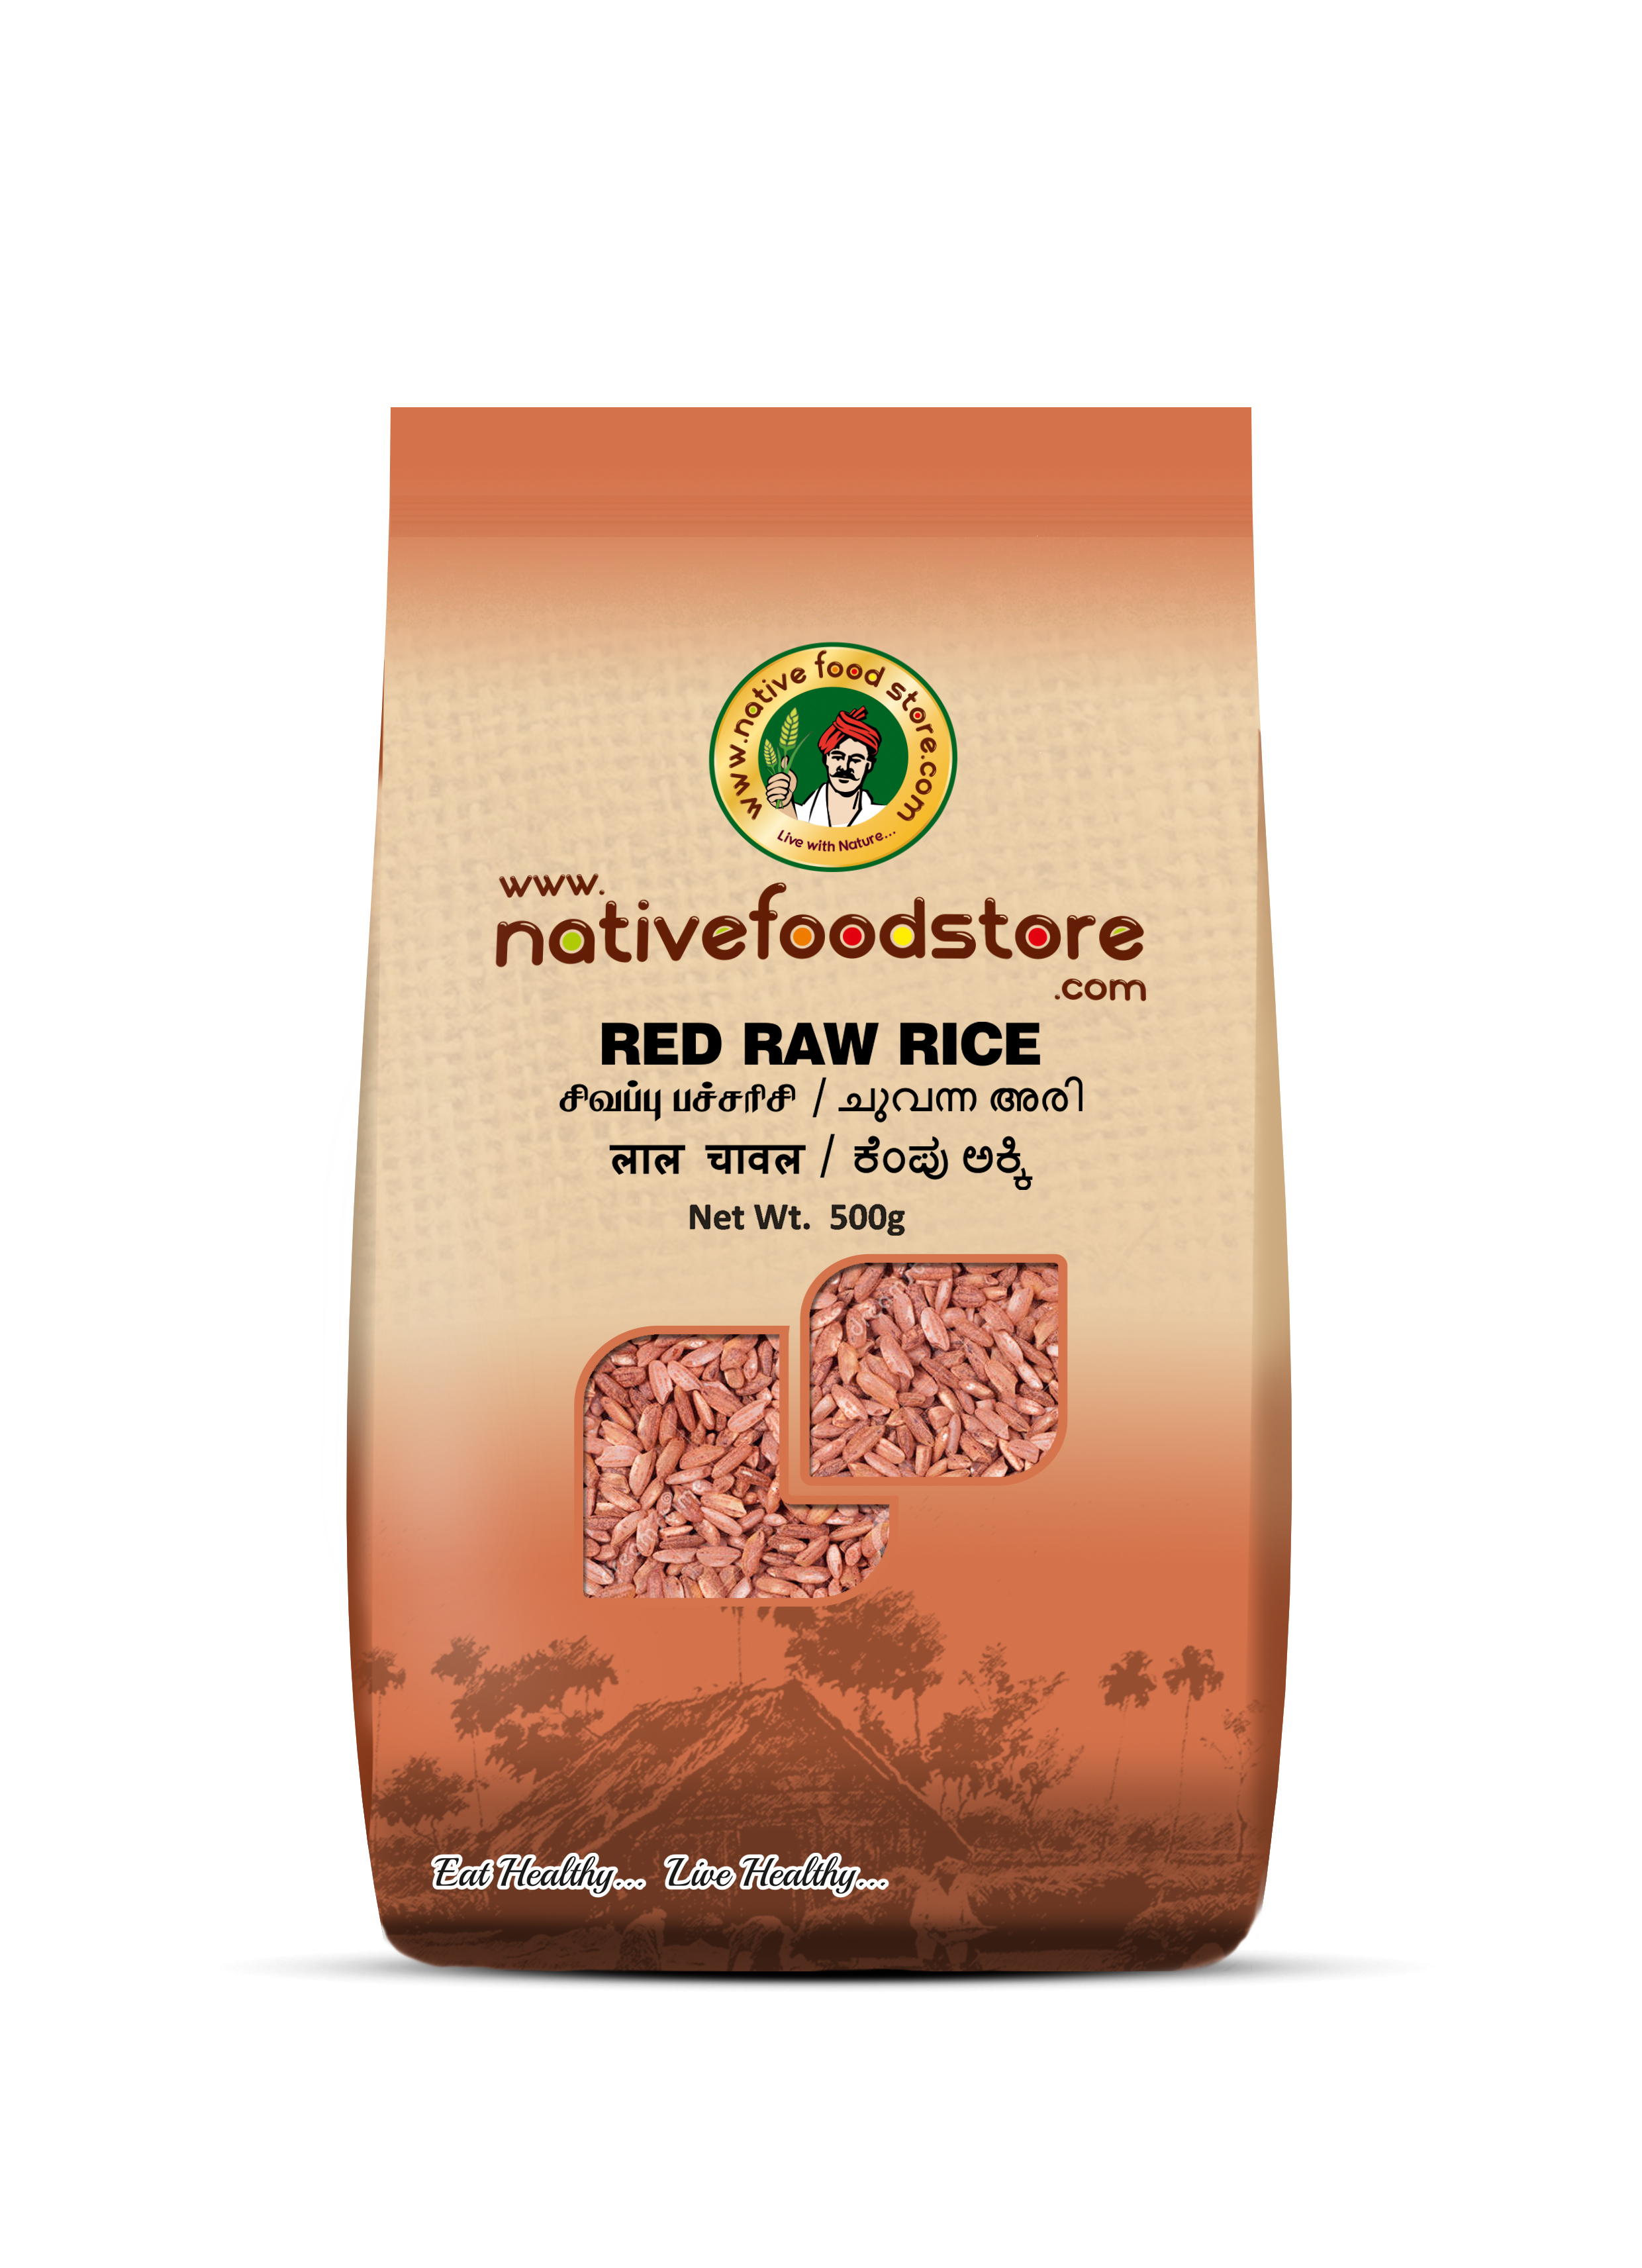 www.native food store.com
Live with Nature...
www.
nativefoodstore
.com
RED RAW RICE
சிவப்பு பச்சரிசி / ചുവന്ന അരി
लाल चावल / ಕೆಂಪು ಅಕ್ಕಿ
Net Wt. 500g
Eat Healthy... Live Healthy...